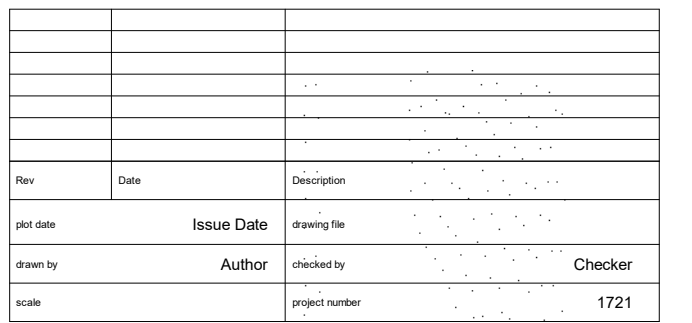 Rev Date Description
plot date Issue Date drawing file
drawn by Author checked by Checker
scale project number 1721